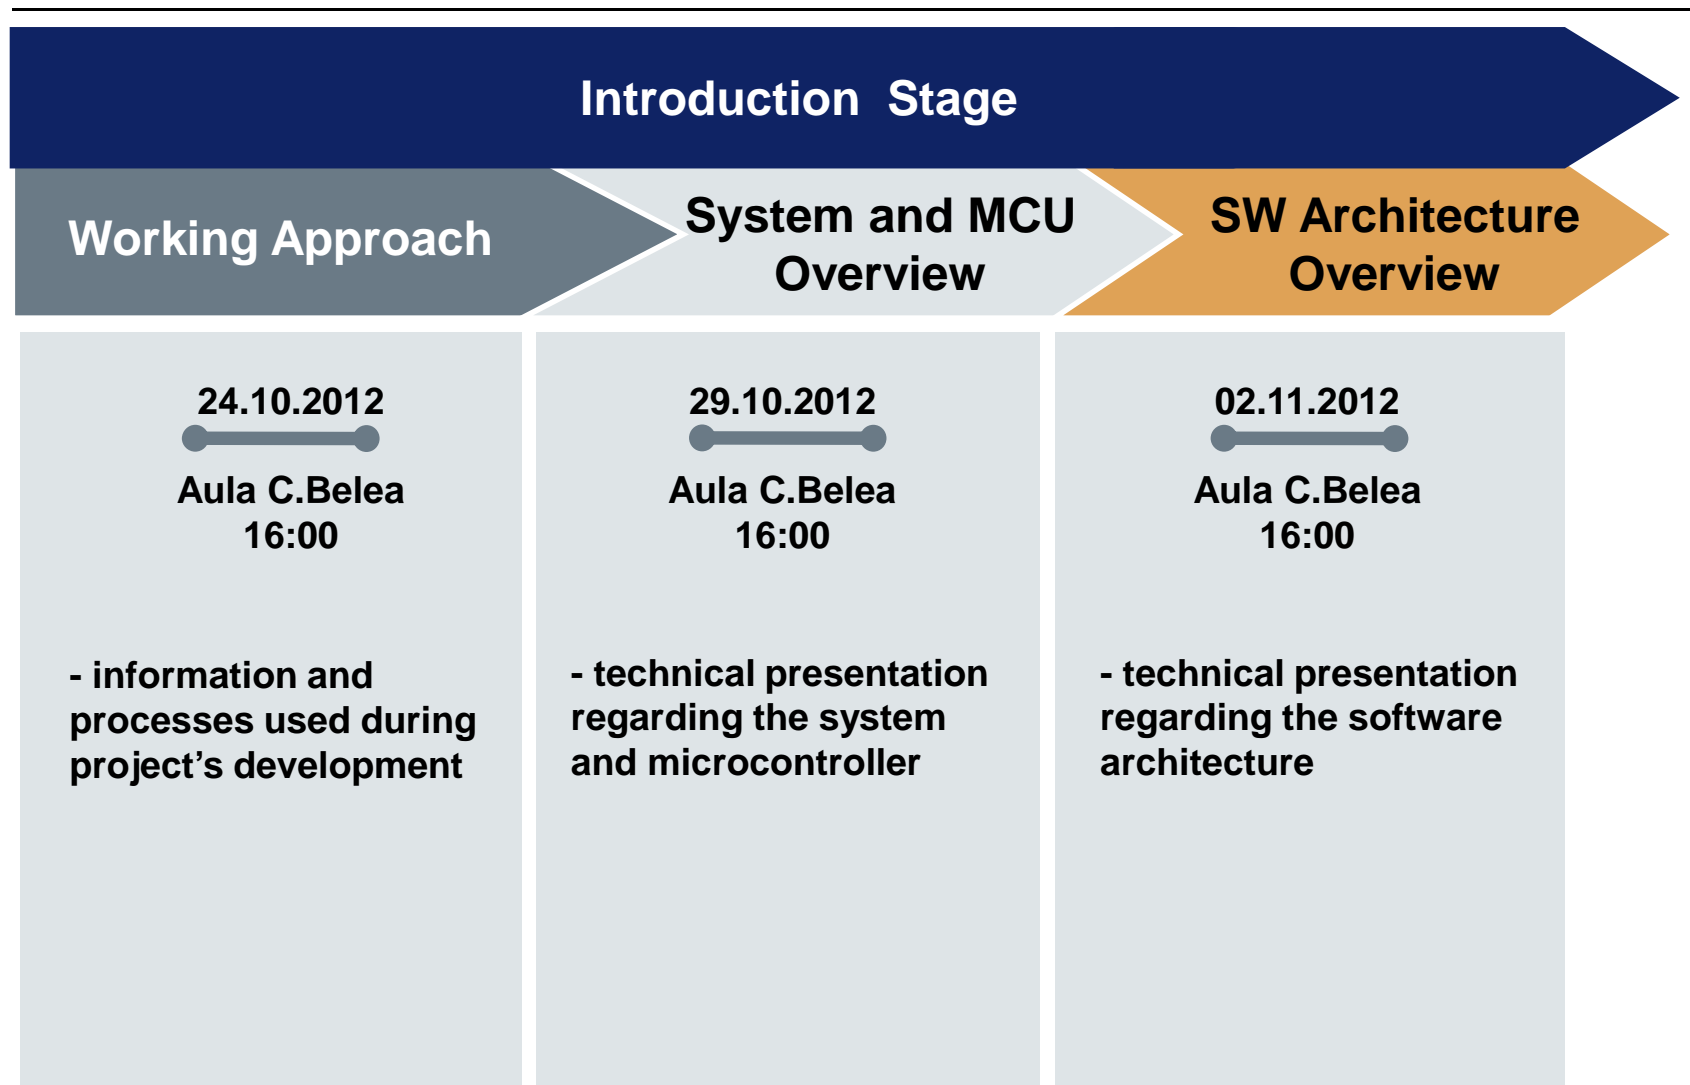 Introduction Stage
Working Approach
System and MCU
Overview
SW Architecture
Overview
24.10.2012
Aula C.Belea
16:00
- information and
processes used during
project’s development
29.10.2012
Aula C.Belea
16:00
- technical presentation
regarding the system
and microcontroller
02.11.2012
Aula C.Belea
16:00
- technical presentation
regarding the software
architecture